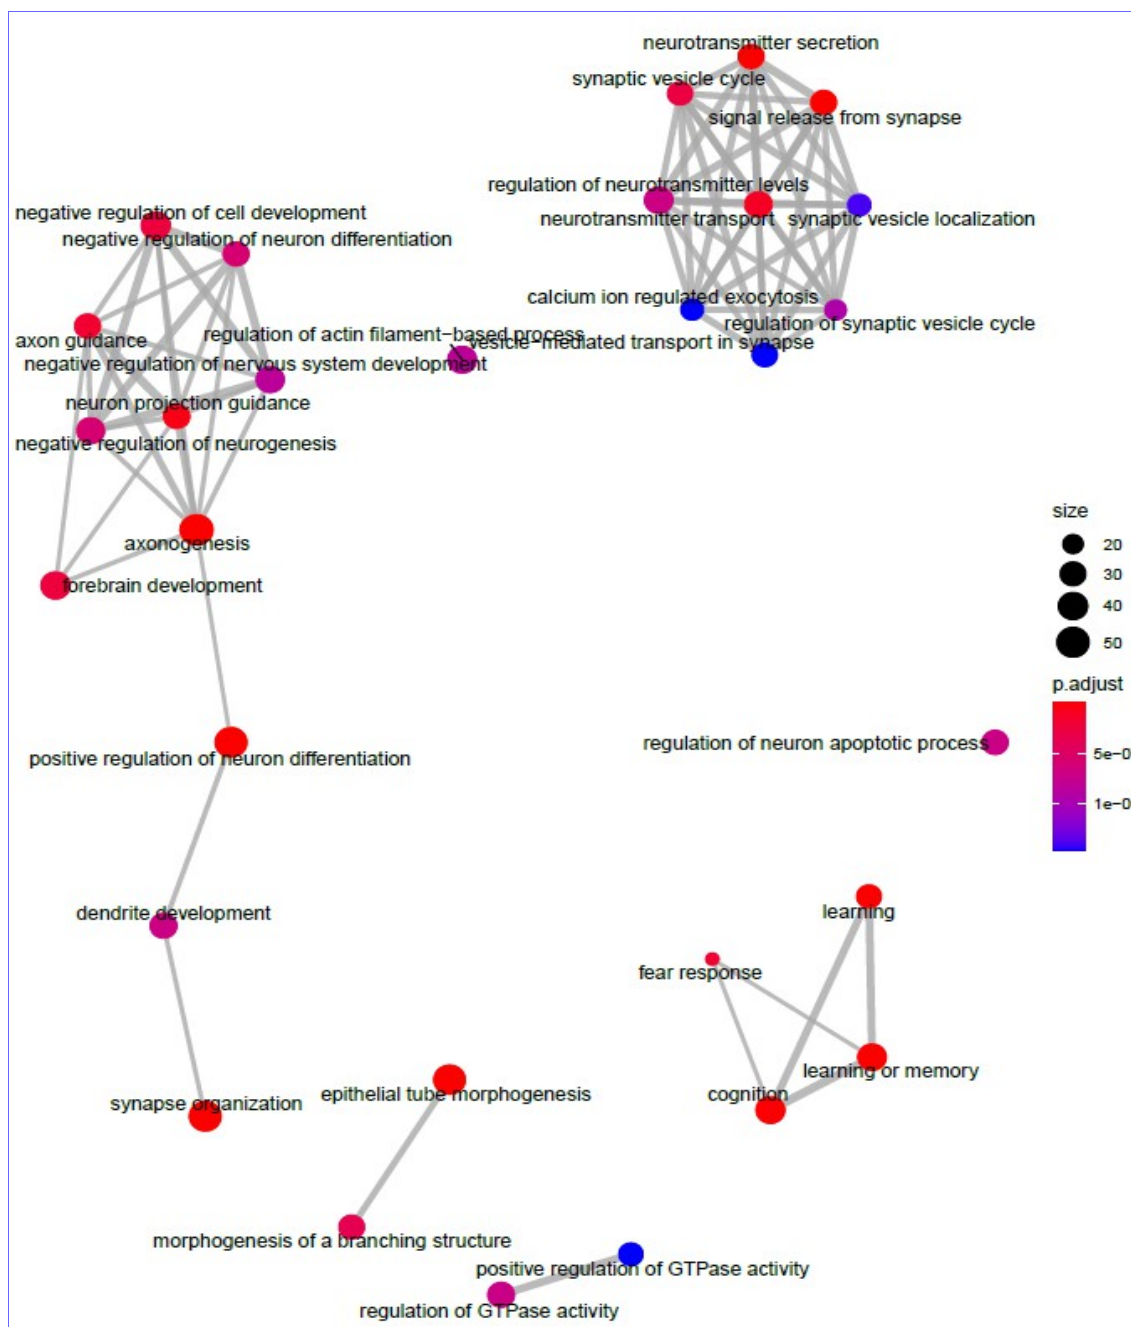 neurotransmitter secretion
synaptic vesicle cycle
signal release from synapse
regulation of neurotransmitter levels
neurotransmitter transport
synaptic vesicle localization
negative regulation of cell development
negative regulation of neuron differentiation
calcium ion regulated exocytosis
regulation of synaptic vesicle cycle
axon guidance
regulation of actin filament-based process
vesicle-mediated transport in synapse
negative regulation of nervous system development
neuron projection guidance
negative regulation of neurogenesis
axonogenesis
forebrain development
size
20
30
40
50
p.adjust
5e-0
1e-0
positive regulation of neuron differentiation
regulation of neuron apoptotic process
dendrite development
learning
fear response
learning or memory
cognition
synapse organization
epithelial tube morphogenesis
morphogenesis of a branching structure
positive regulation of GTPase activity
regulation of GTPase activity